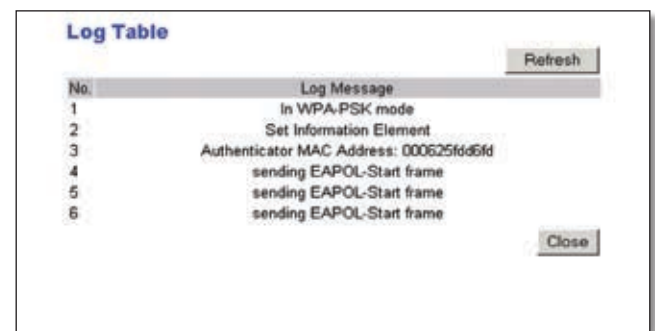 Log Table
Refresh
No. Log Message
1 In WPA-PSK mode
2 Set Information Element
3 Authenticator MAC Address: 000625fdd6fd
4 sending EAPOL-Start frame
5 sending EAPOL-Start frame
6 sending EAPOL-Start frame
Close